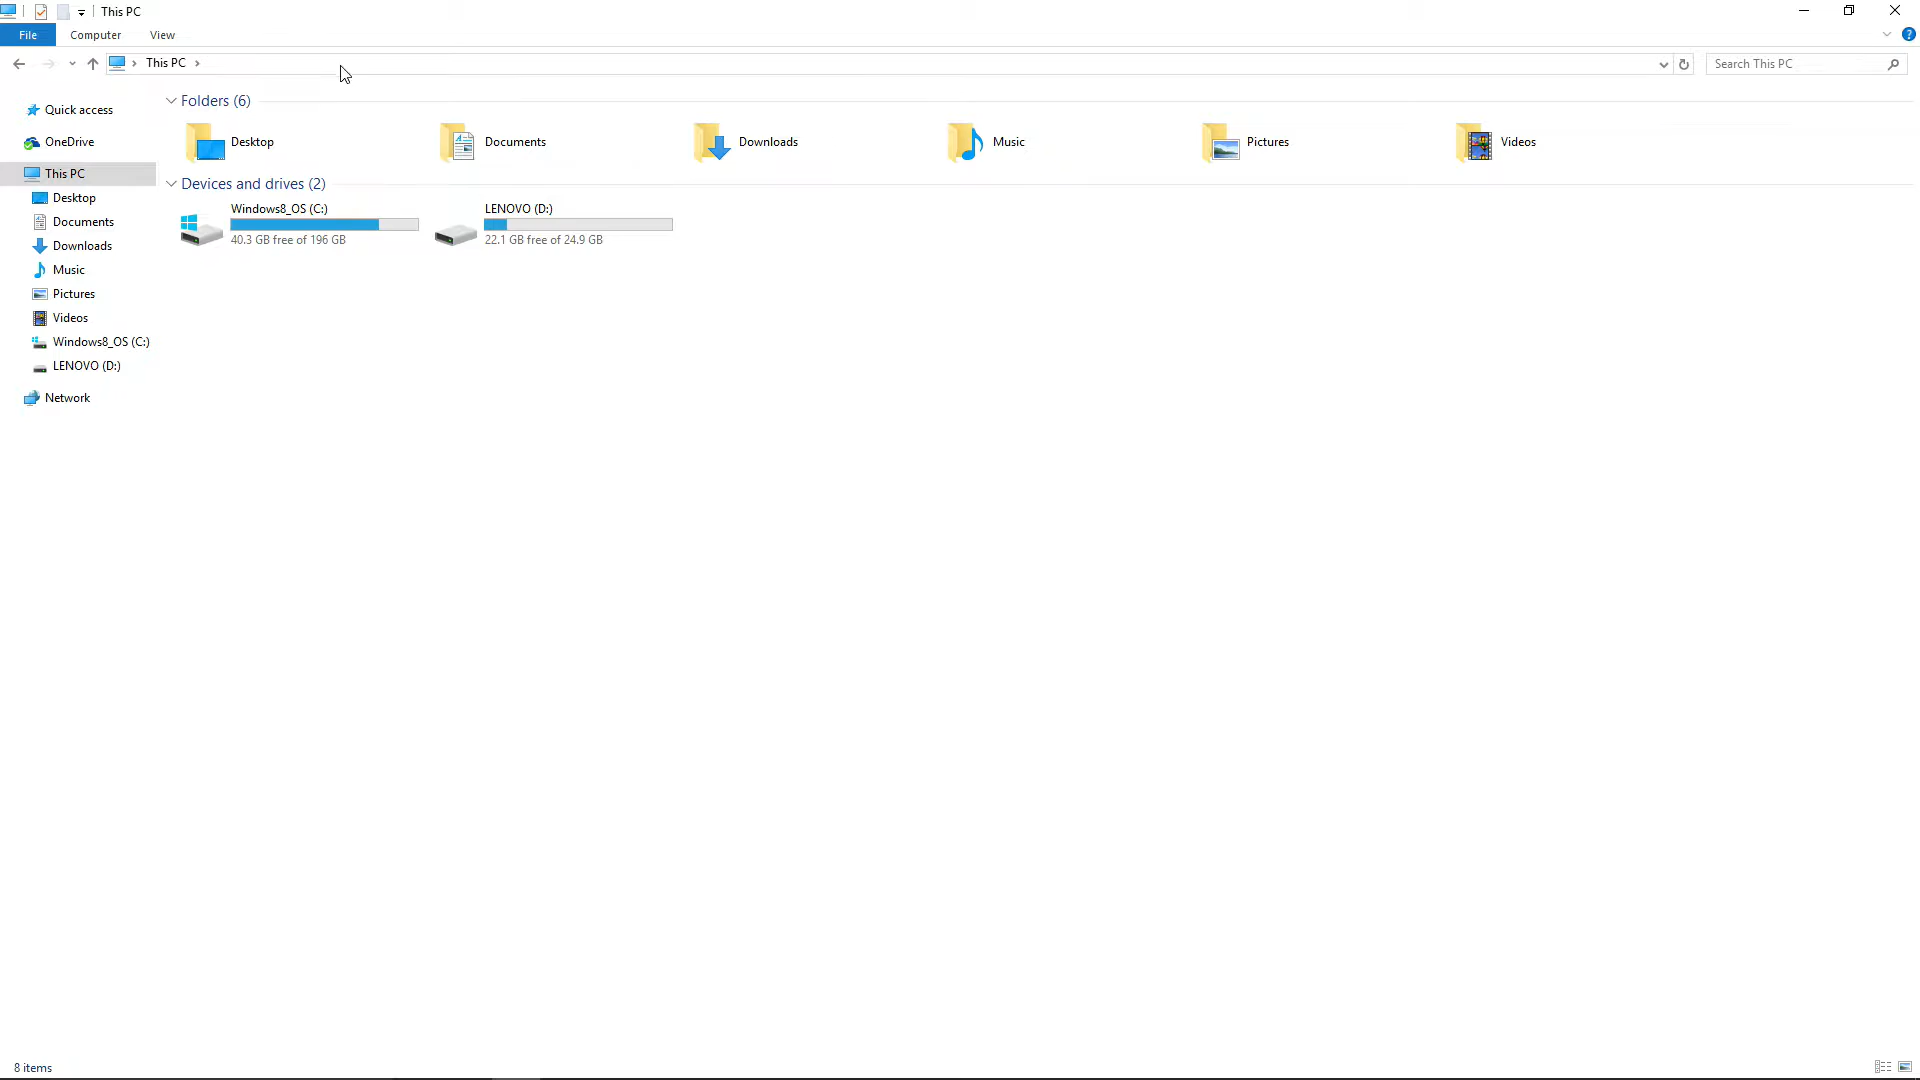 This PC
File Computer View
This PC
Search This PC
Quick access
OneDrive
This PC
Desktop
Documents
Downloads
Music
Pictures
Videos
Windows8_OS (C:)
LENOVO (D:)
Network
Folders (6)
Desktop Documents Downloads Music Pictures Videos
Devices and drives (2)
Windows8_OS (C:)
40.3 GB free of 196 GB
LENOVO (D:)
22.1 GB free of 24.9 GB
8 items